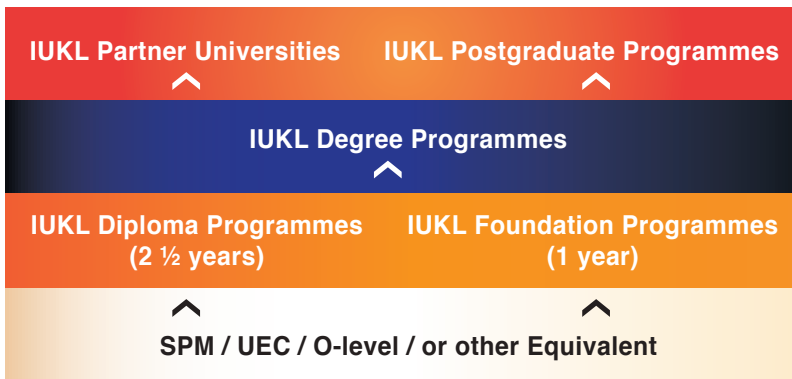 IUKL Partner Universities
IUKL Postgraduate Programmes
IUKL Degree Programmes
IUKL Diploma Programmes
(2 ½ years)
IUKL Foundation Programmes
(1 year)
SPM / UEC / O-level / or other Equivalent